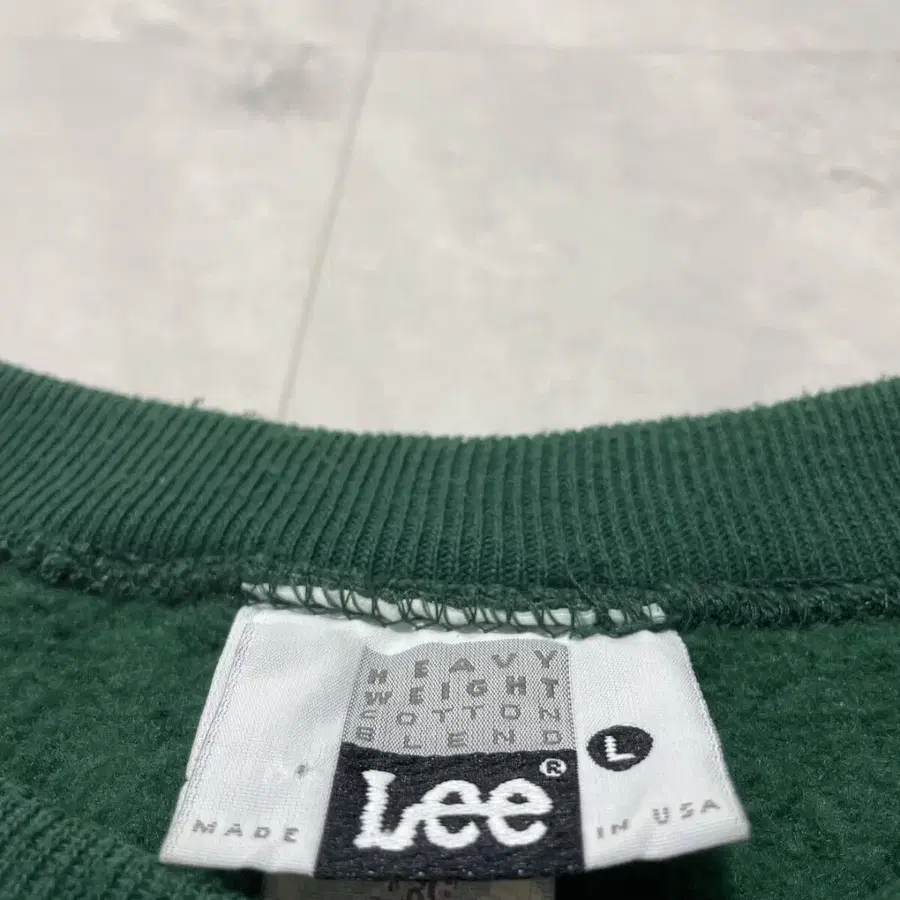 HEAVY
WEIGHT
COTTON
BLEND
L
Lee®
MADE IN USA